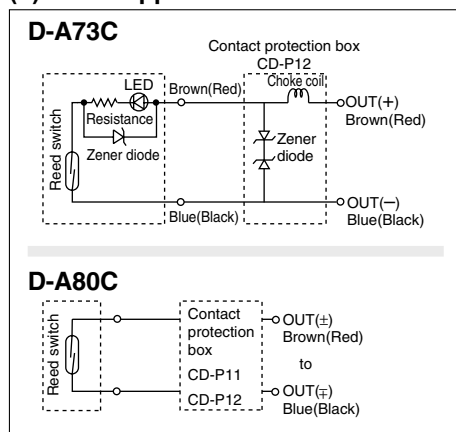 D-A73C
Contact protection box
CD-P12
LED
Choke coil
Brown(Red)
OUT(+)
Brown(Red)
Resistance
Zener diode
Zener
diode
Reed switch
OUT(−)
Blue(Black)
Blue(Black)
D-A80C
Reed switch
Contact
protection
box
CD-P11
CD-P12
OUT(±)
Brown(Red)
to
OUT(∓)
Blue(Black)